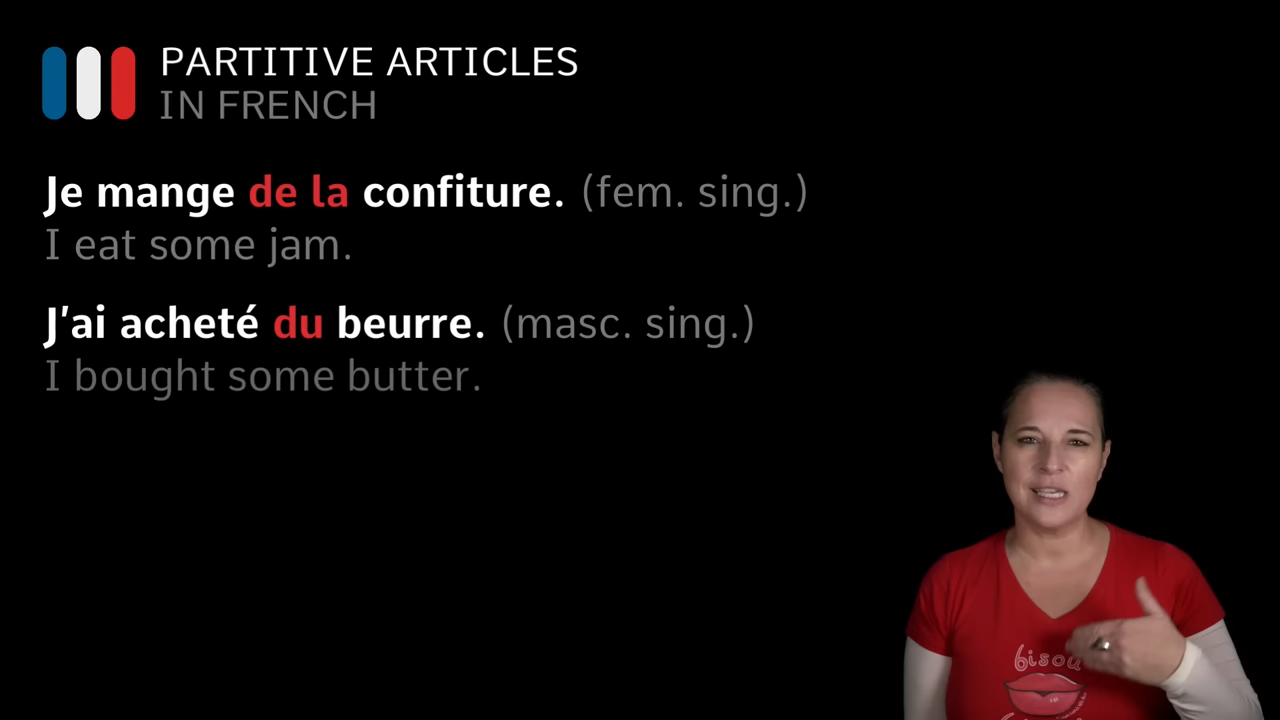 PARTITIVE ARTICLES
IN FRENCH
Je mange de la confiture. (fem. sing.)
I eat some jam.
J'ai acheté du beurre. (masc. sing.)
I bought some butter.
bisou